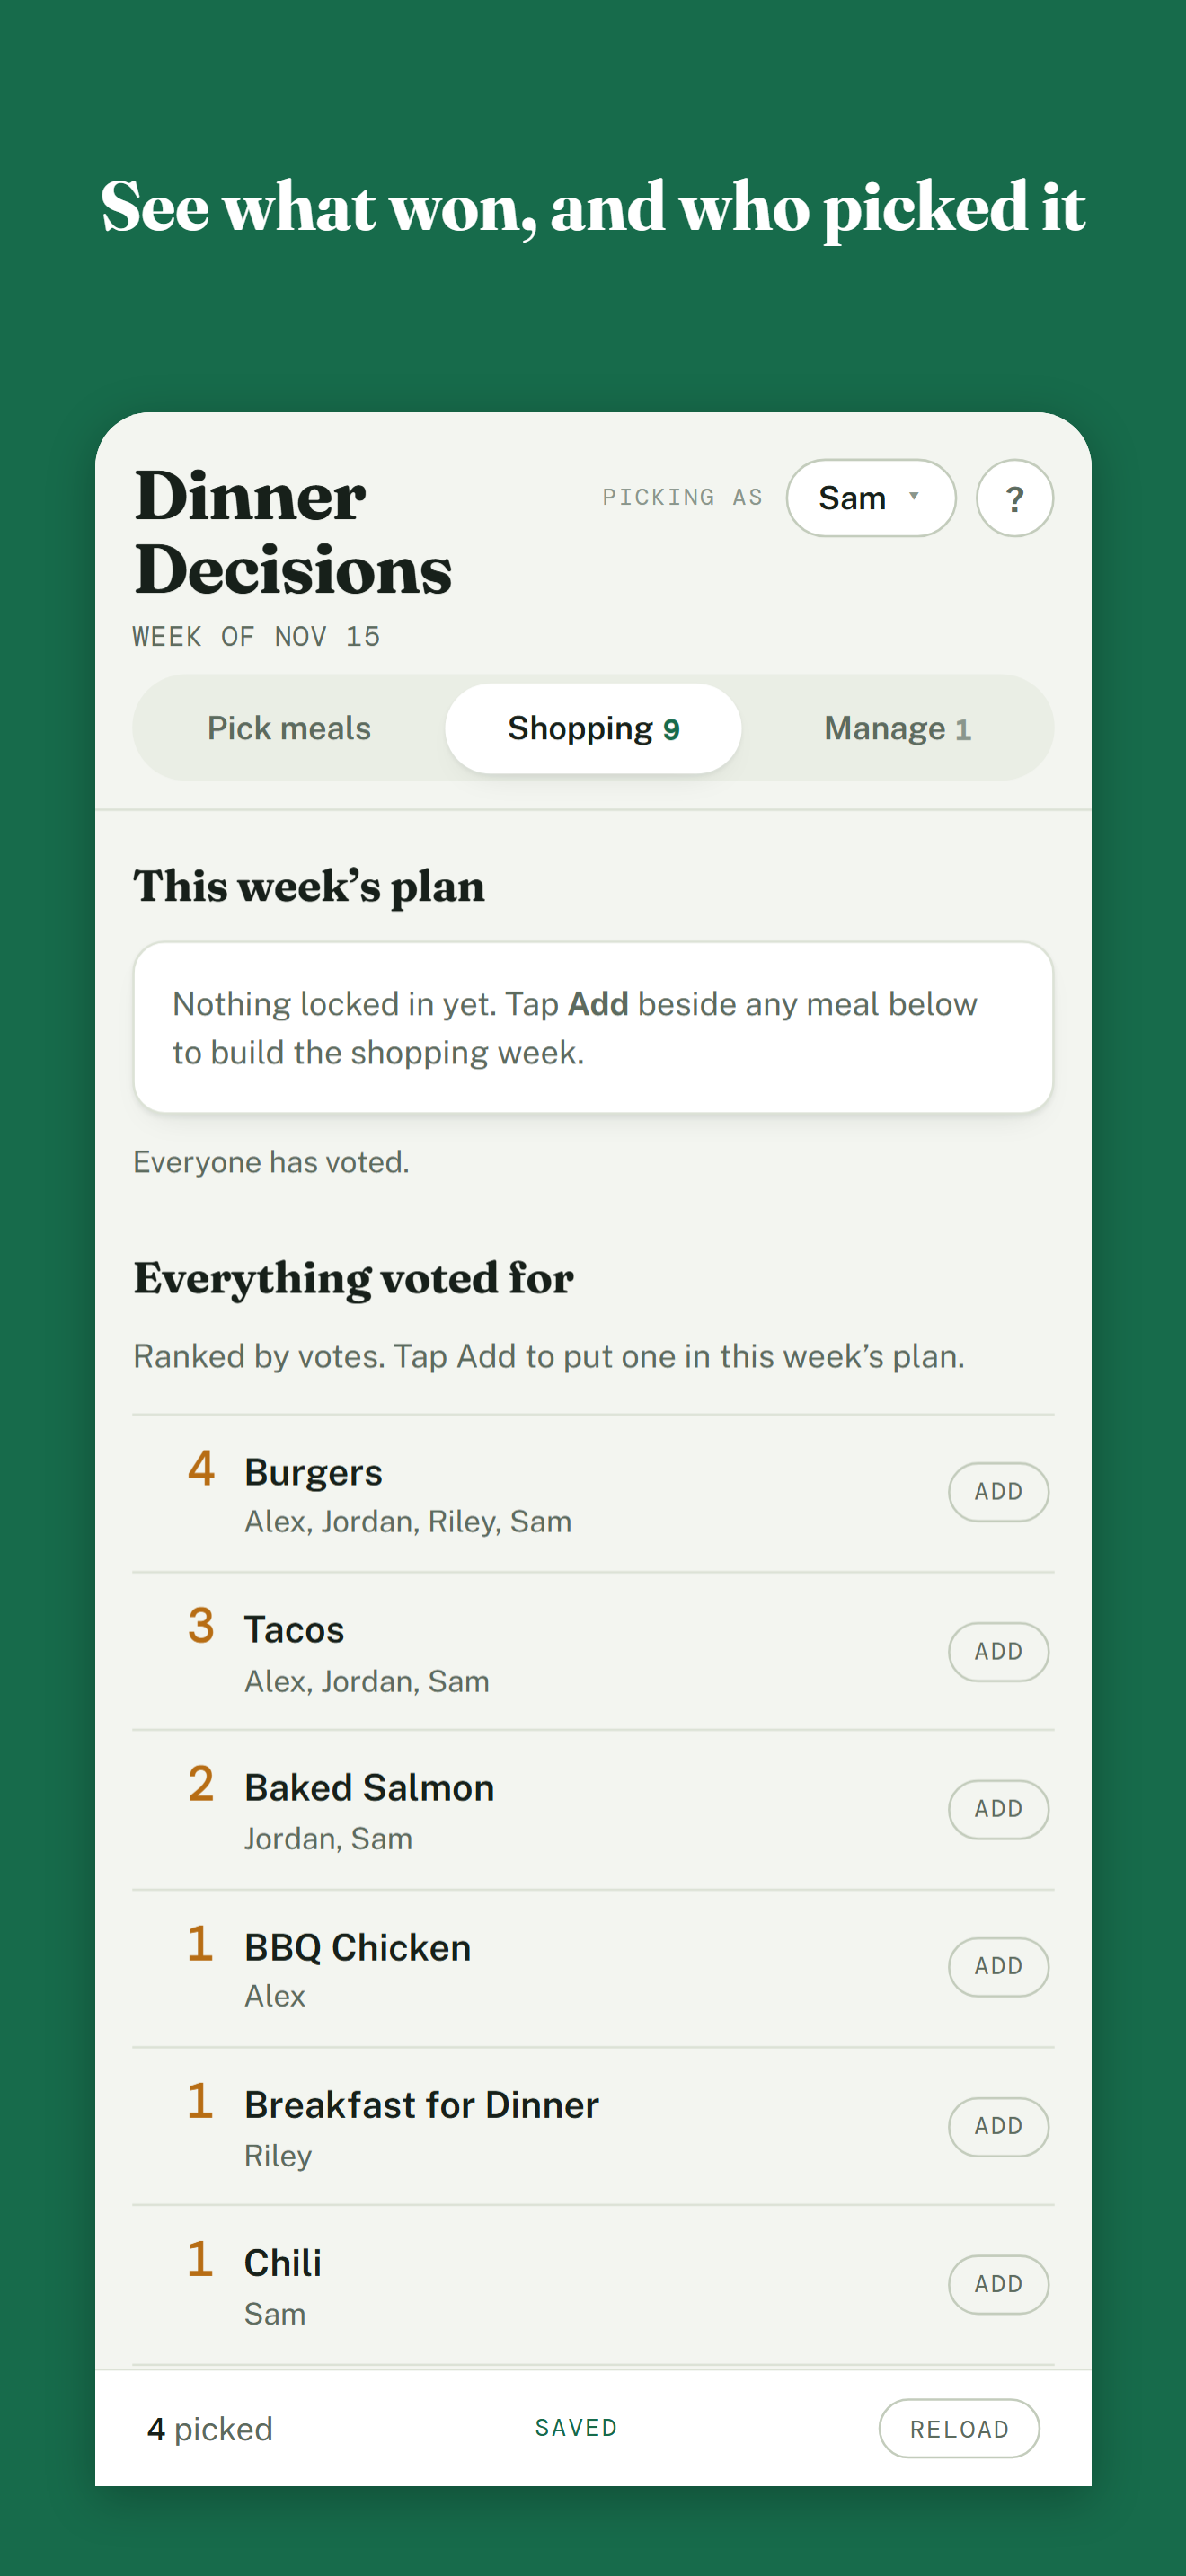 See what won, and who picked it
Dinner
Decisions
PICKING AS
Sam
?
WEEK OF NOV 15
Pick meals
Shopping 9
Manage 1
This week’s plan
Nothing locked in yet. Tap Add beside any meal below
to build the shopping week.
Everyone has voted.
Everything voted for
Ranked by votes. Tap Add to put one in this week’s plan.
4 Burgers
Alex, Jordan, Riley, Sam
ADD
3 Tacos
Alex, Jordan, Sam
ADD
2 Baked Salmon
Jordan, Sam
ADD
1 BBQ Chicken
Alex
ADD
1 Breakfast for Dinner
Riley
ADD
1 Chili
Sam
ADD
4 picked
SAVED
RELOAD